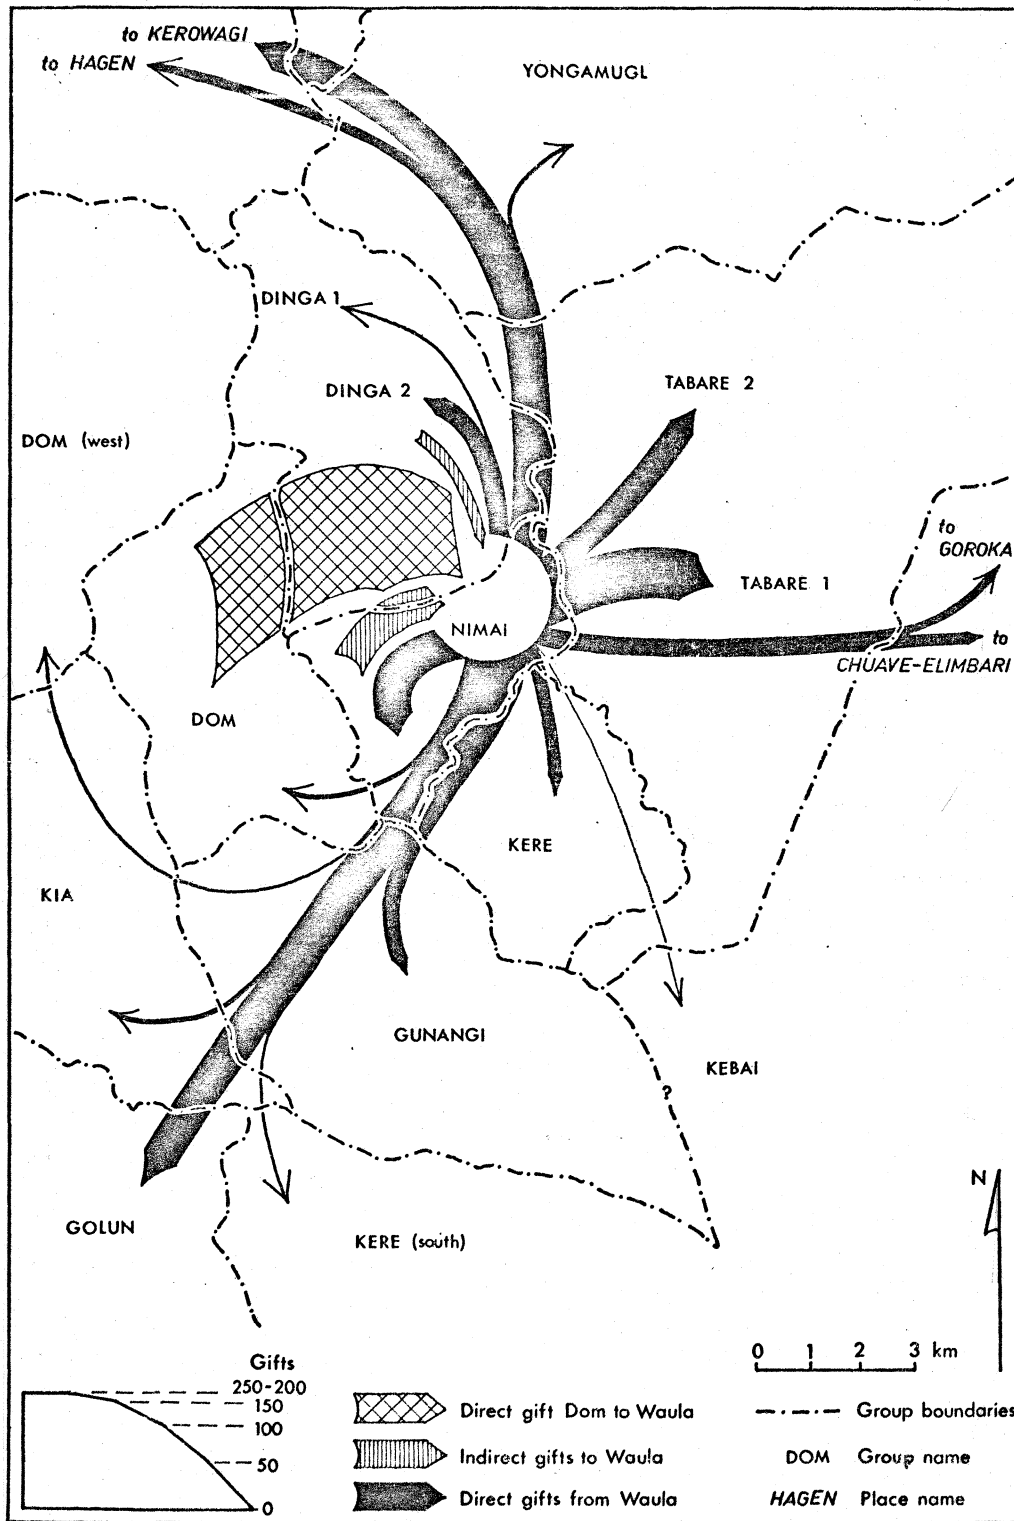 to KEROWAGI
to HAGEN
YONGAMUGL
DINGA 1
DINGA 2
TABARE 2
DOM (west)
to
GOROKA
TABARE 1
NIMAI
to
CHUAVE-ELIMBARI
DOM
KERE
KIA
GUNANGI
KEBAI
?
N
GOLUN
KERE (south)
0 1 2 3 km
Gifts
250-200
150
100
50
0
Direct gift Dom to Waula
Indirect gifts to Waula
Direct gifts from Waula
Group boundaries
DOM Group name
HAGEN Place name